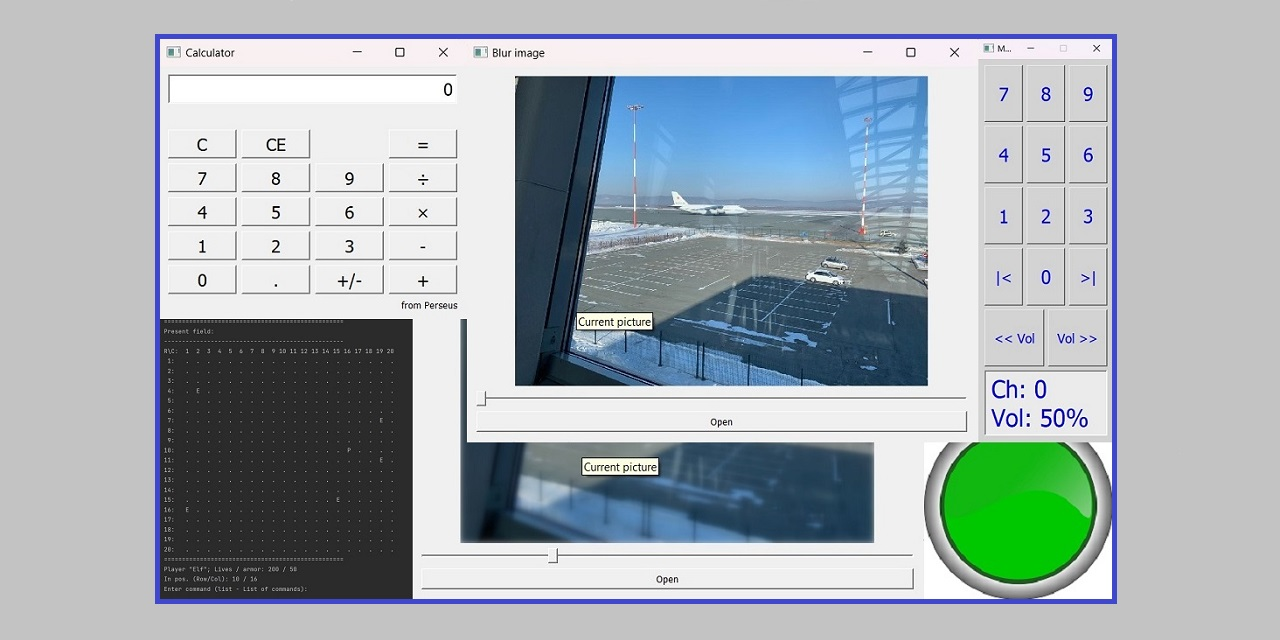 Calculator
0
C CE =
7 8 9 ÷
4 5 6 ×
1 2 3 -
0 . +/- +
from Perseus
Blur image
Current picture
Open
Current picture
Open
M...
7 8 9
4 5 6
1 2 3
|< 0 >|
<< Vol Vol >>
Ch: 0
Vol: 50%
Present field:
R\C: 1 2 3 4 5 6 7 8 9 10 11 12 13 14 15 16 17 18 19 20
1: . . . . . . . . . . . . . . . . . . . .
2: . . . . . . . . . . . . . . . . . . . .
3: . . . . . . . . . . . . . . . . . . . .
4: . E . . . . . . . . . . . . . . . . . .
5: . . . . . . . . . . . . . . . . . . . .
6: . . . . . . . . . . . . . . . . . . . .
7: . . . . . . . . . . . . . . . . . . E .
8: . . . . . . . . . . . . . . . . . . . .
9: . . . . . . . . . . . . . . . . . . . .
10: . . . . . . . . . . . . . . . P . . . .
11: . . . . . . . . . . . . . . . . . . E .
12: . . . . . . . . . . . . . . . . . . . .
13: . . . . . . . . . . . . . . . . . . . .
14: . . . . . . . . . . . . . . . . . . . .
15: . . . . . . . . . . . . . . E . . . . .
16: E . . . . . . . . . . . . . . . . . . .
17: . . . . . . . . . . . . . . . . . . . .
18: . . . . . . . . . . . . . . . . . . . .
19: . . . . . . . . . . . . . . . . . . . .
20: . . . . . . . . . . . . . . . . . . . .
Player "Elf"; Lives / armor: 200 / 50
In pos. (Row/Col): 10 / 16
Enter command (list - List of commands):